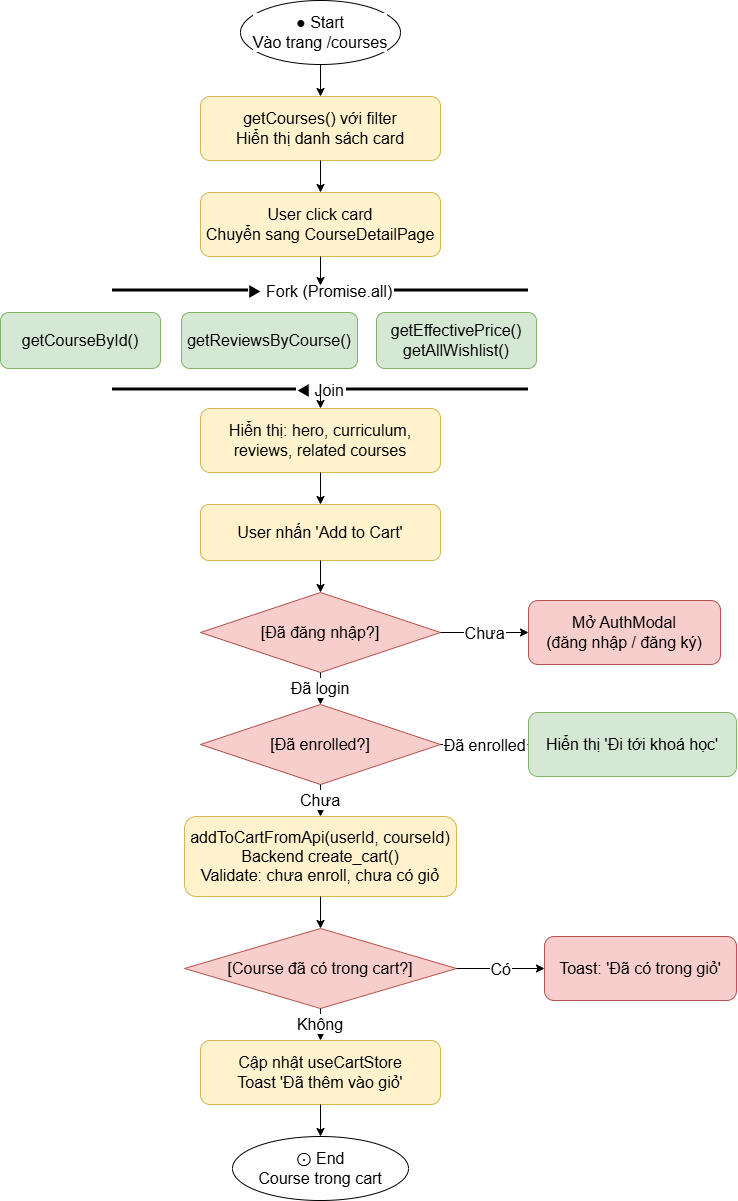 ● Start
Vào trang /courses
getCourses() với filter
Hiển thị danh sách card
User click card
Chuyển sang CourseDetailPage
▶ Fork (Promise.all)
getCourseById()
getReviewsByCourse()
getEffectivePrice()
getAllWishlist()
◀ Join
Hiển thị: hero, curriculum,
reviews, related courses
User nhấn 'Add to Cart'
[Đã đăng nhập?]
Chưa
Mở AuthModal
(đăng nhập / đăng ký)
Đã login
[Đã enrolled?]
Đã enrolled
Hiển thị 'Đi tới khoá học'
Chưa
addToCartFromApi(userId, courseId)
Backend create_cart()
Validate: chưa enroll, chưa có giỏ
[Course đã có trong cart?]
Có
Toast: 'Đã có trong giỏ'
Không
Cập nhật useCartStore
Toast 'Đã thêm vào giỏ'
⊙ End
Course trong cart